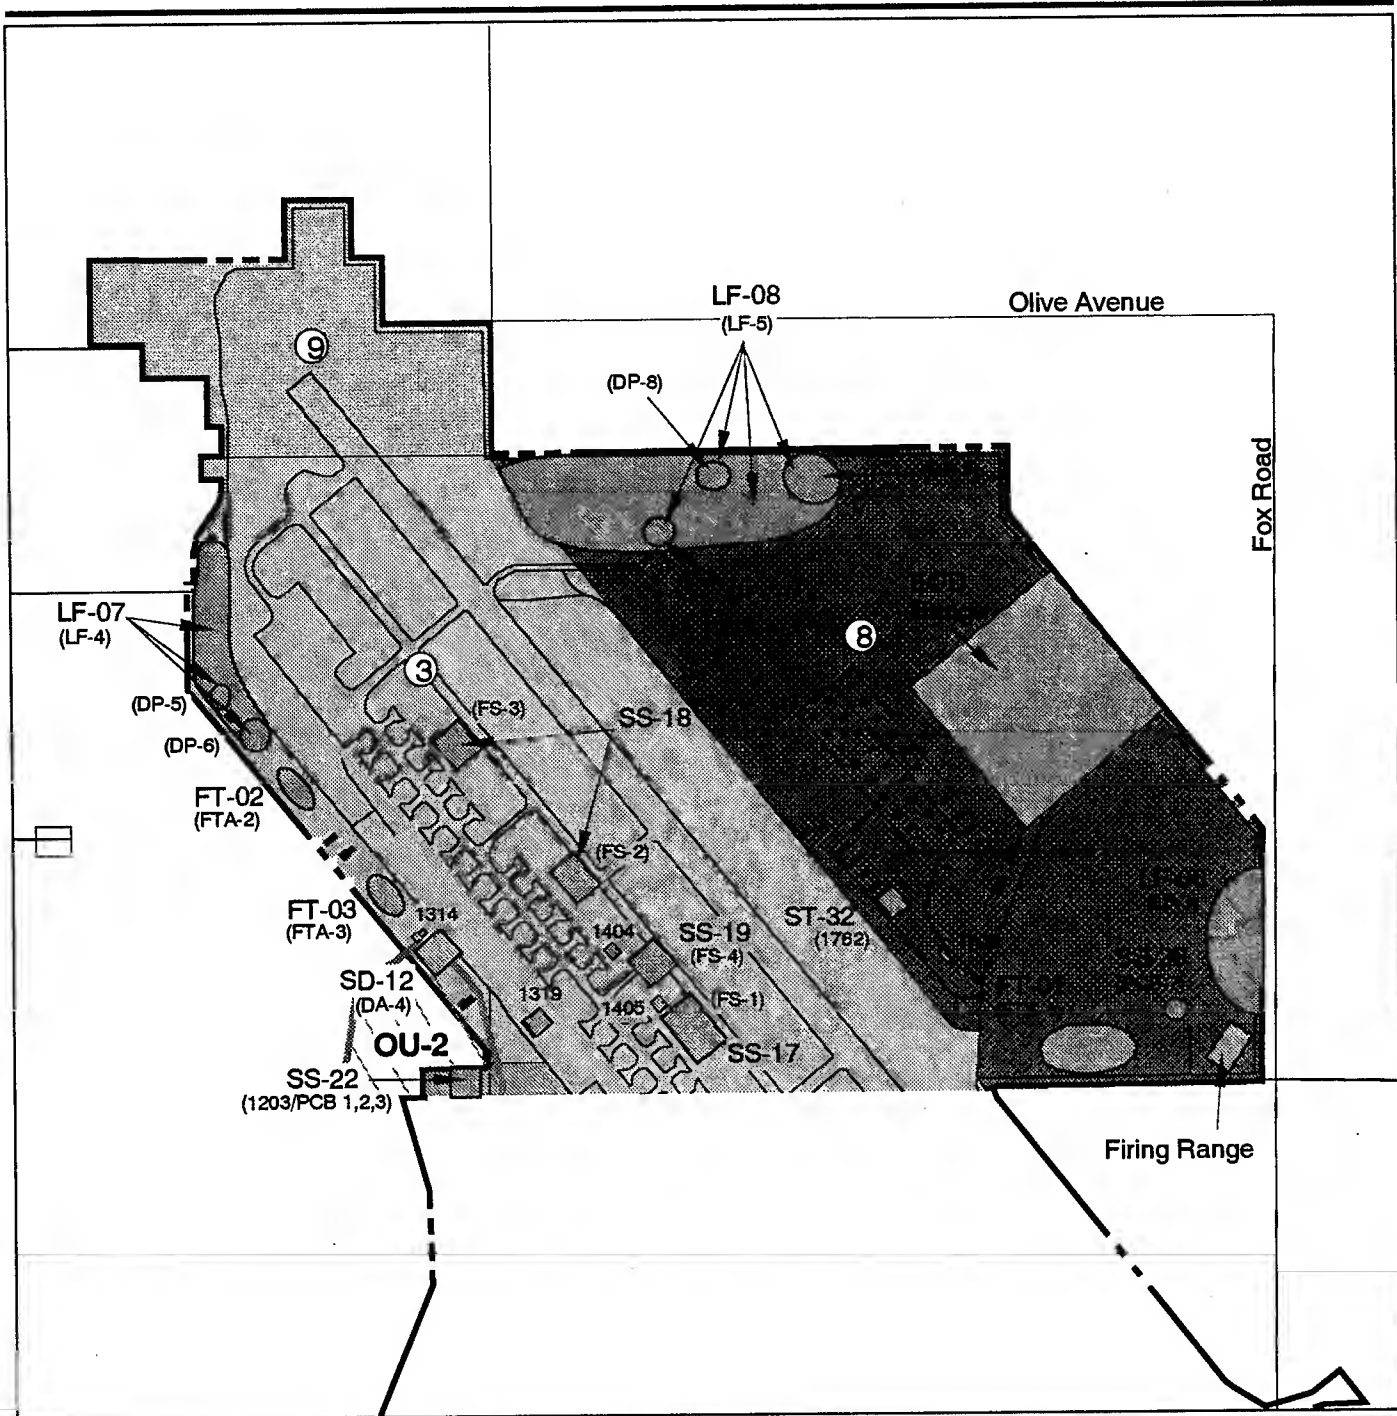 LF-08
(LF-5)
Olive Avenue
(DP-8)
9
Fox Road
LF-07
(LF-4)
8
3
(DP-5)
(FS-3)
SS-18
(DP-6)
FT-02
(FTA-2)
(FS-2)
FT-03
(FTA-3)
1314
1404
SS-19
(FS-4)
ST-32
(1762)
SD-12
(DA-4)
1319
1405
(FS-1)
OU-2
SS-17
SS-22
(1203/PCB 1,2,3)
Firing Range